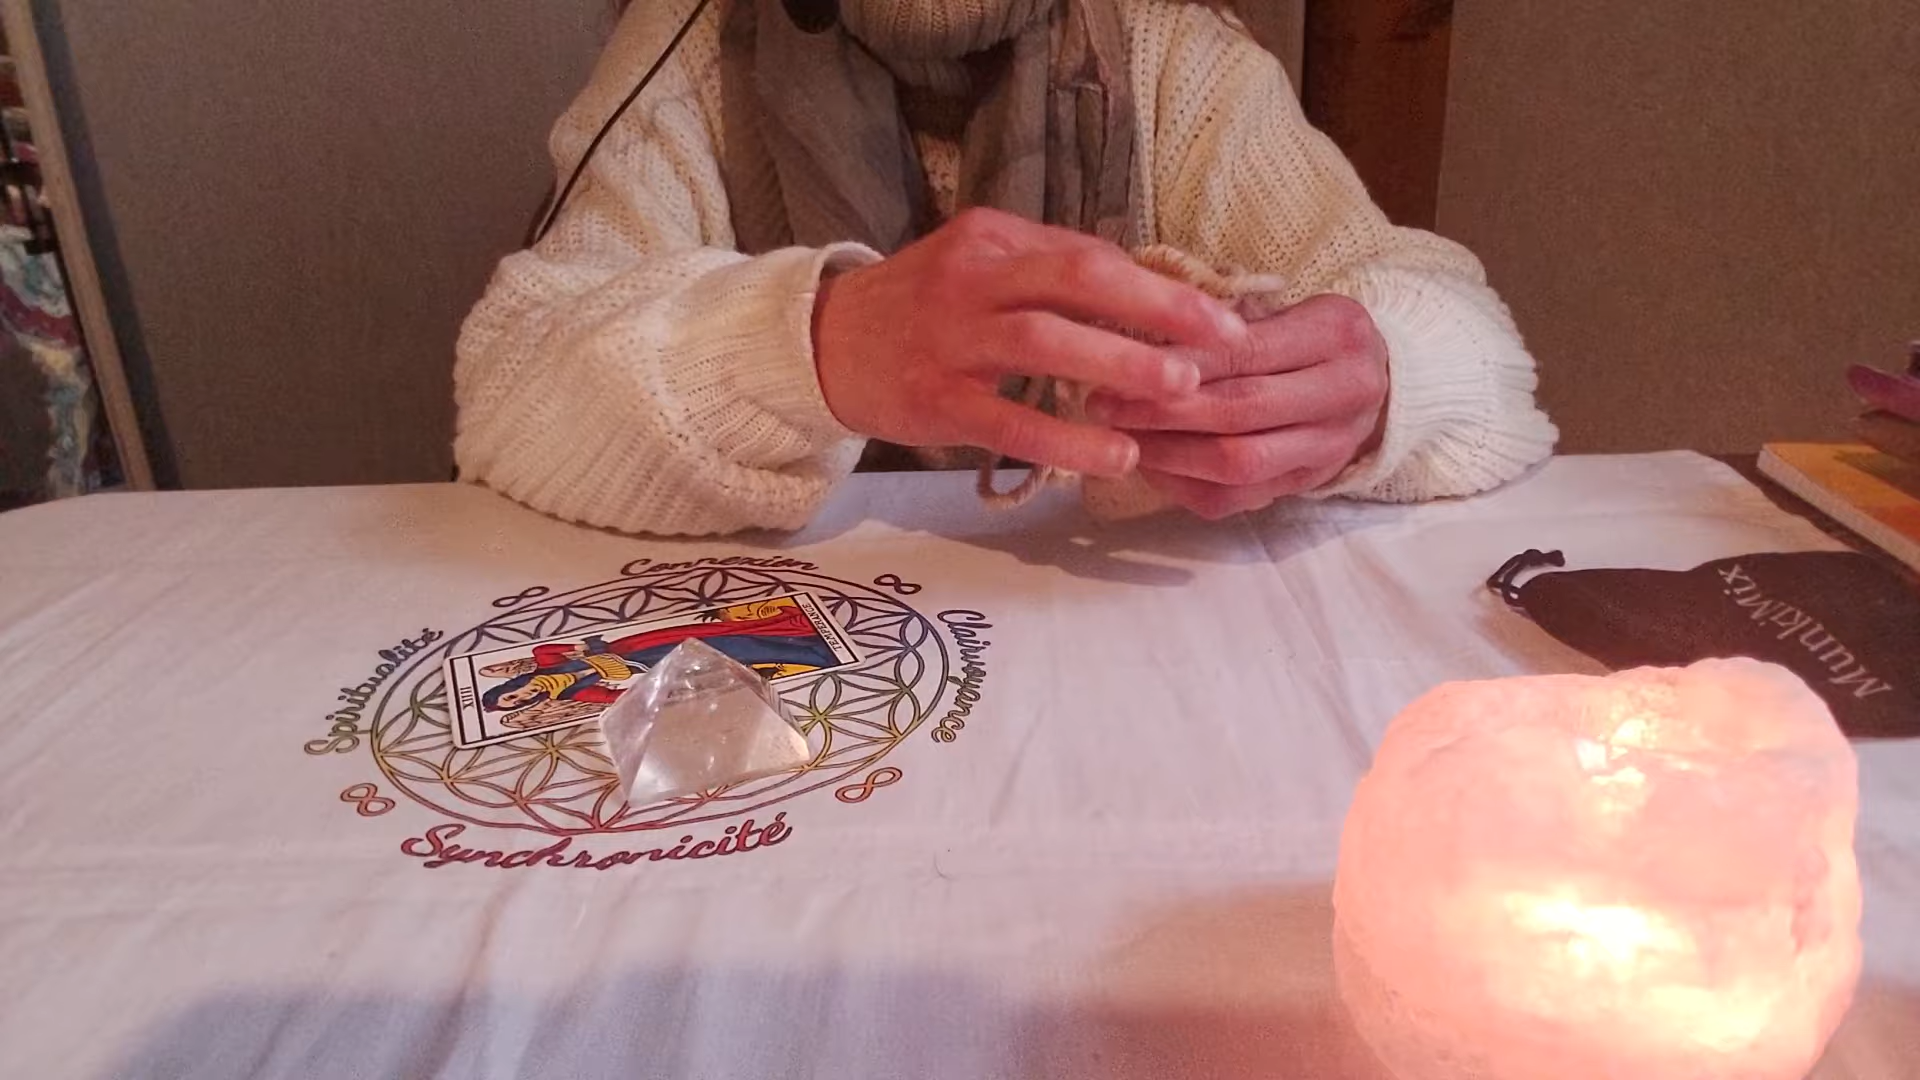 Connexion
Clairvoyance
Spiritualité
TEMPERANCE
XIIII
Synchronicité
MunkiMix